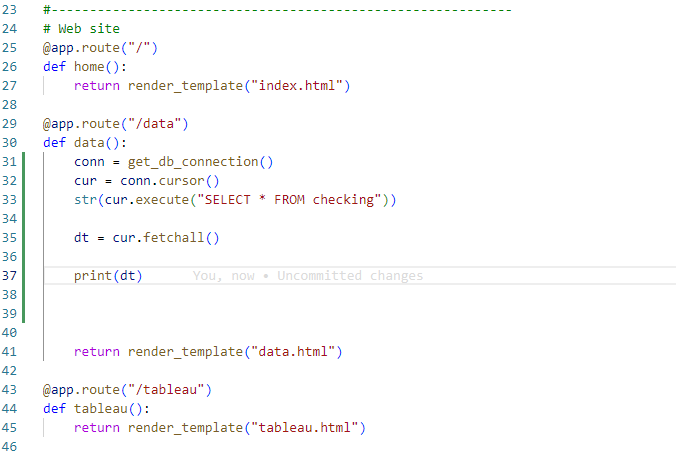 23 #------------------------------------------------------------
24 # Web site
25 @app.route("/")
26 def home():
27     return render_template("index.html")
28
29 @app.route("/data")
30 def data():
31     conn = get_db_connection()
32     cur = conn.cursor()
33     str(cur.execute("SELECT * FROM checking"))
34
35     dt = cur.fetchall()
36
37     print(dt)      You, now • Uncommitted changes
38
39
40
41     return render_template("data.html")
42
43 @app.route("/tableau")
44 def tableau():
45     return render_template("tableau.html")
46